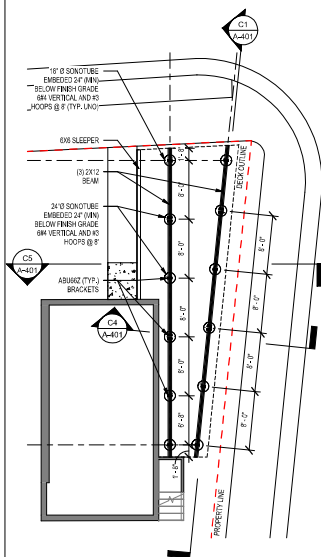 C1
A-401
16" Ø SONOTUBE
EMBEDED 24" (MIN)
BELOW FINISH GRADE
6#4 VERTICAL AND #3
HOOPS @ 8' (TYP. UNO)
6X6 SLEEPER
(3) 2X12
BEAM
24"Ø SONOTUBE
EMBEDED 24" (MIN)
BELOW FINISH GRADE
6#4 VERTICAL AND #3
HOOPS @ 8'
C5
A-401
ABU66Z (TYP.)
BRACKETS
C4
A-401
1'-8"
8'-0"
8'-0"
8'-0"
8'-0"
6'-8"
1'-8"
DECK OUTLINE
8'-0"
8'-0"
8'-0"
8'-0"
PROPERTY LINE